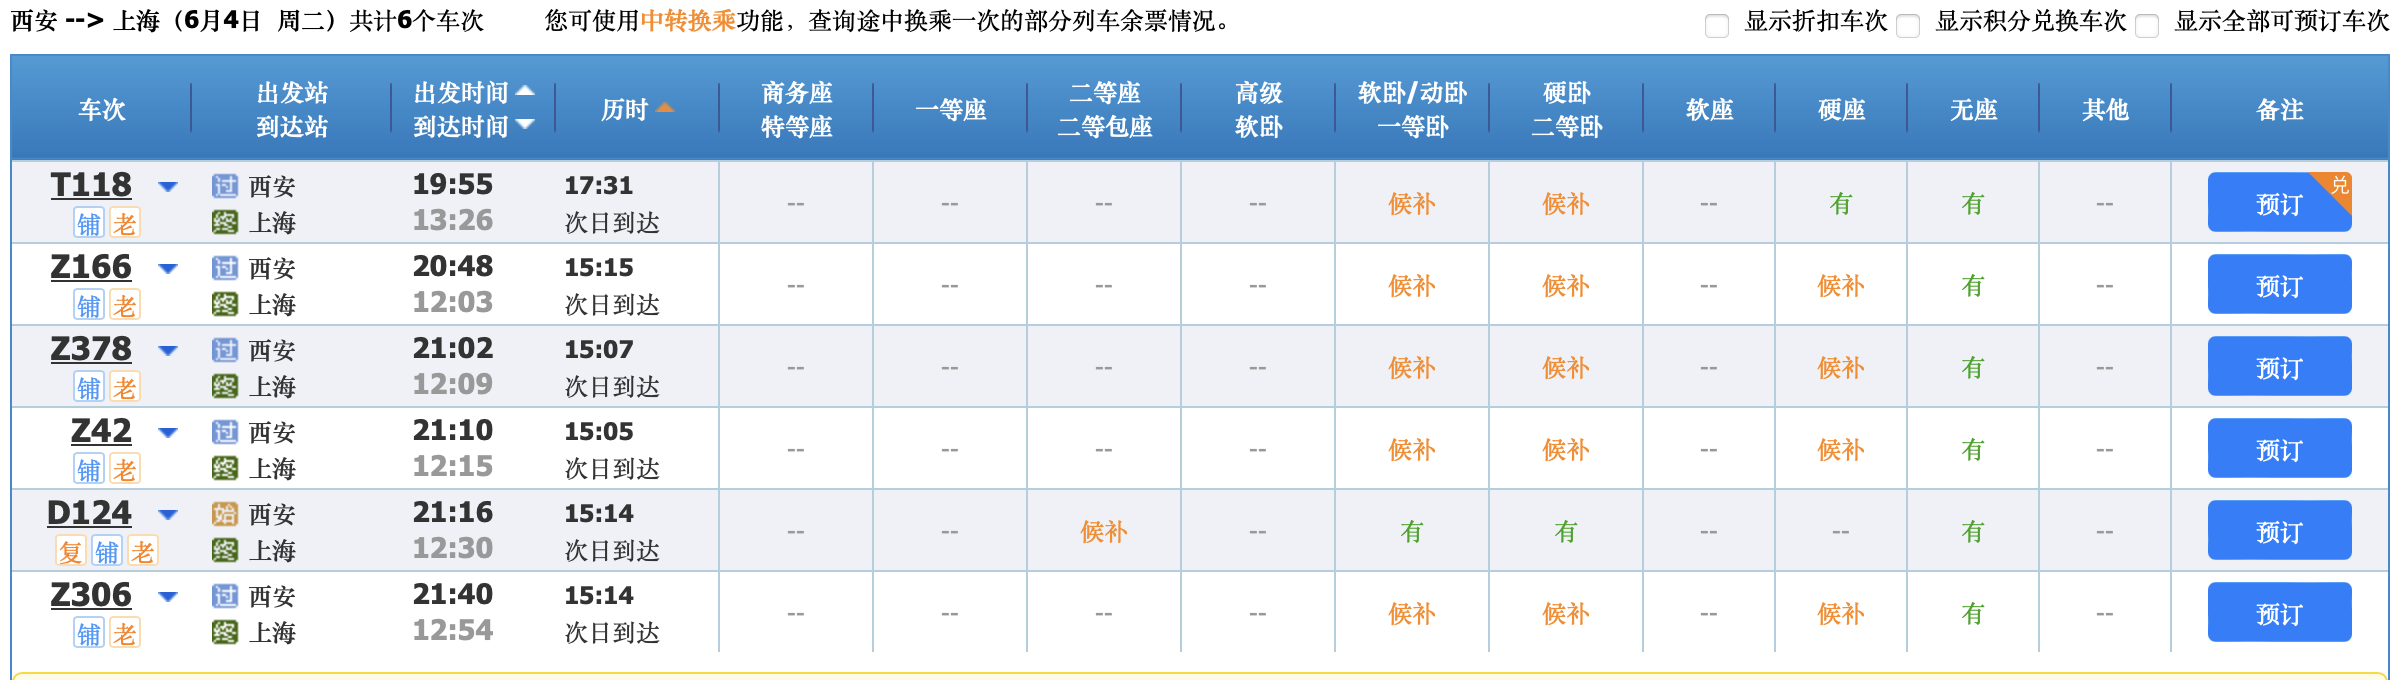 西安 --> 上海（6月4日 周二）共计6个车次 您可使用中转换乘功能，查询途中换乘一次的部分列车余票情况。 显示折扣车次 显示积分兑换车次 显示全部可预订车次
车次 出发站 到达站 出发时间 到达时间 历时 商务座 特等座 一等座 二等座 二等包座 高级 软卧 软卧/动卧 一等卧 硬卧 二等卧 软座 硬座 无座 其他 备注
T118 过 西安 19:55 17:31 -- -- -- -- 候补 候补 -- 有 有 -- 预订 兑
铺 老 终 上海 13:26 次日到达
Z166 过 西安 20:48 15:15 -- -- -- -- 候补 候补 -- 候补 有 -- 预订
铺 老 终 上海 12:03 次日到达
Z378 过 西安 21:02 15:07 -- -- -- -- 候补 候补 -- 候补 有 -- 预订
铺 老 终 上海 12:09 次日到达
Z42 过 西安 21:10 15:05 -- -- -- -- 候补 候补 -- 候补 有 -- 预订
铺 老 终 上海 12:15 次日到达
D124 始 西安 21:16 15:14 -- -- 候补 -- 有 有 -- -- 有 -- 预订
复 铺 老 终 上海 12:30 次日到达
Z306 过 西安 21:40 15:14 -- -- -- -- 候补 候补 -- 候补 有 -- 预订
铺 老 终 上海 12:54 次日到达